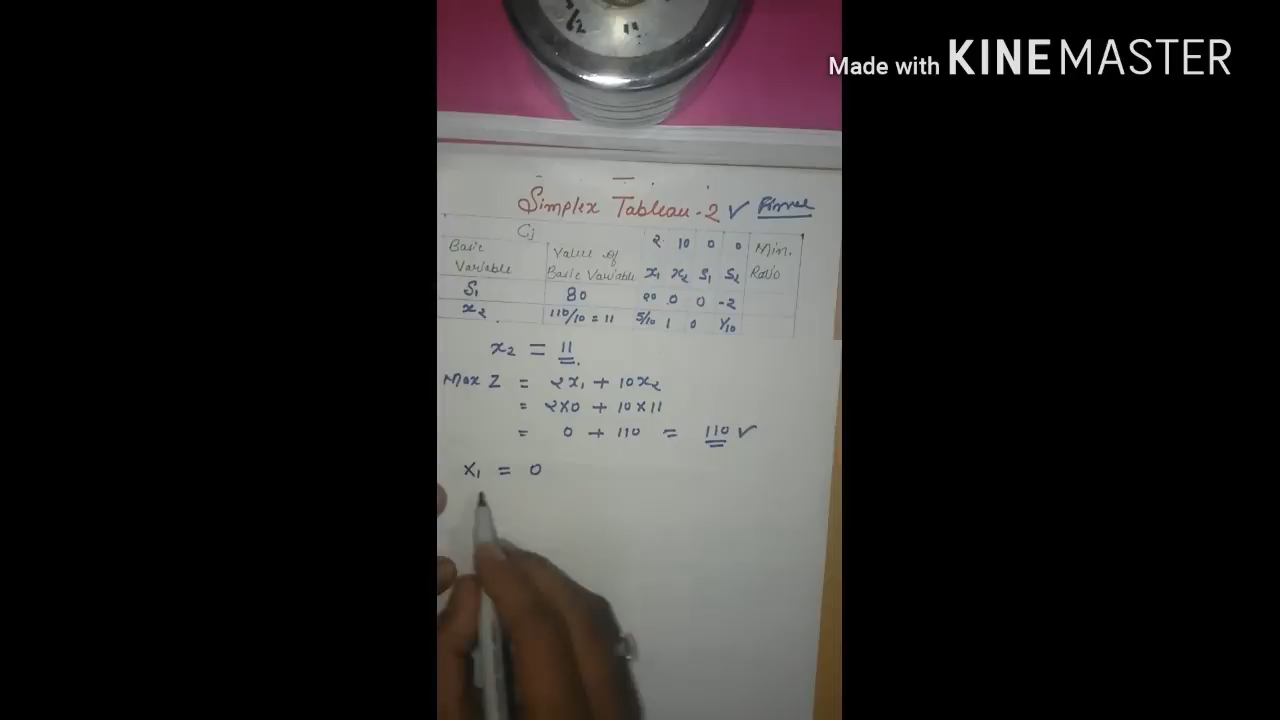 Made with KINEMASTER
Simplex Tableau - 2 ✓
Cj 2 10 0 0 Min. Ratio
Basic Variable Value of Basic Variable x₁ x₂ S₁ S₂
S₁ 80 20 0 0 -2
x₂ 110/10 = 11 5/10 1 0 1/10
x₂ = 11
Max Z = 2x₁ + 10x₂
= 2×0 + 10×11
= 0 + 110 = 110 ✓
x₁ = 0